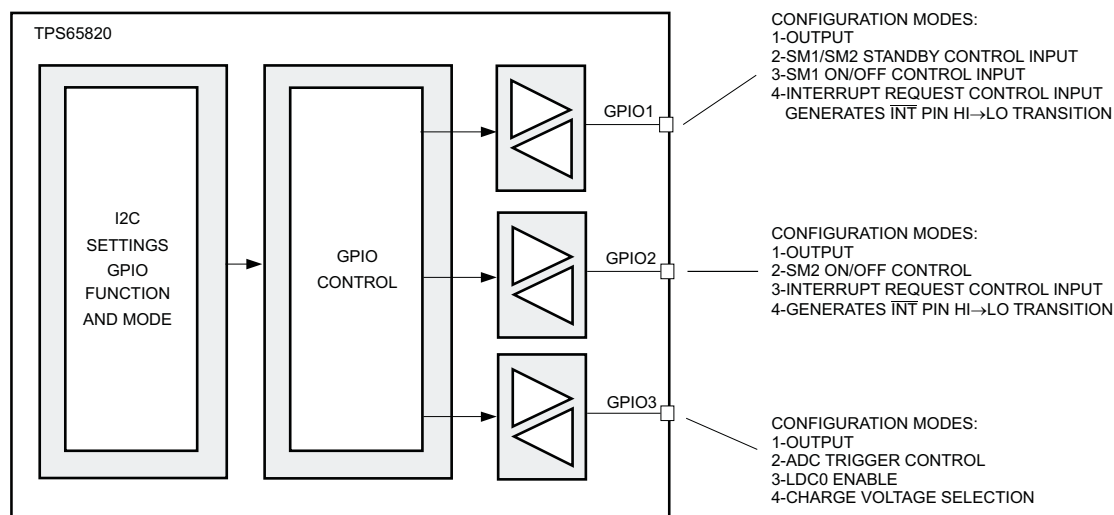 TPS65820
I2C
SETTINGS
GPIO
FUNCTION
AND MODE
GPIO
CONTROL
GPIO1
GPIO2
GPIO3
CONFIGURATION MODES:
1-OUTPUT
2-SM1/SM2 STANDBY CONTROL INPUT
3-SM1 ON/OFF CONTROL INPUT
4-INTERRUPT REQUEST CONTROL INPUT
GENERATES INT PIN HI→LO TRANSITION
CONFIGURATION MODES:
1-OUTPUT
2-SM2 ON/OFF CONTROL
3-INTERRUPT REQUEST CONTROL INPUT
4-GENERATES INT PIN HI→LO TRANSITION
CONFIGURATION MODES:
1-OUTPUT
2-ADC TRIGGER CONTROL
3-LDC0 ENABLE
4-CHARGE VOLTAGE SELECTION